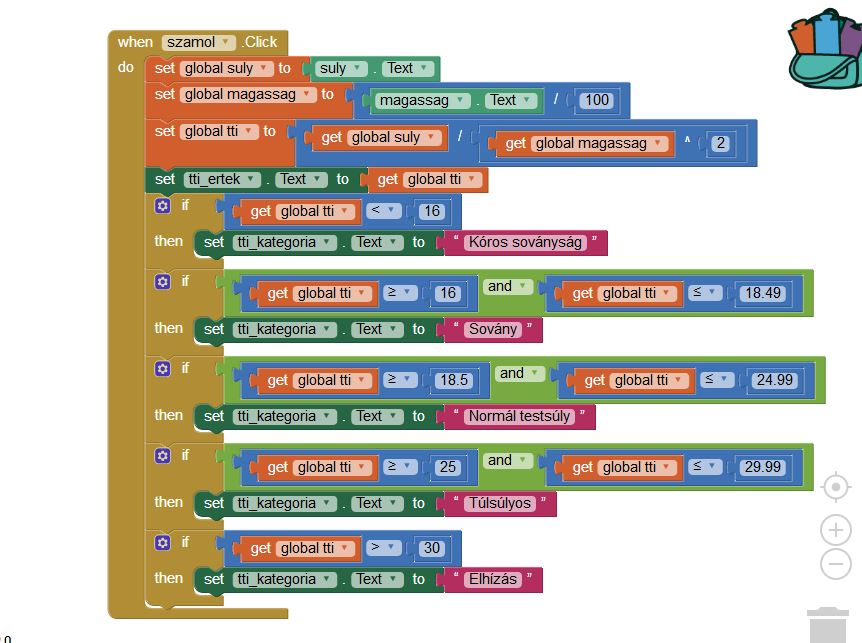 when szamol .Click
do set global suly to suly . Text
set global magassag to magassag . Text / 100
set global tti to get global suly / get global magassag ^ 2
set tti_ertek . Text to get global tti
if get global tti < 16
then set tti_kategoria . Text to " Kóros soványság "
if get global tti ≥ 16 and get global tti ≤ 18.49
then set tti_kategoria . Text to " Sovány "
if get global tti ≥ 18.5 and get global tti ≤ 24.99
then set tti_kategoria . Text to " Normál testsúly "
if get global tti ≥ 25 and get global tti ≤ 29.99
then set tti_kategoria . Text to " Túlsúlyos "
if get global tti > 30
then set tti_kategoria . Text to " Elhízás "